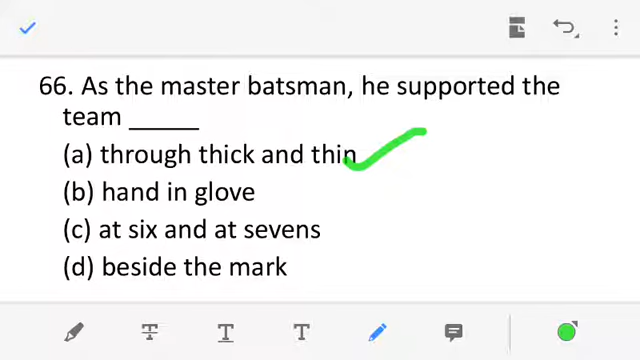 66. As the master batsman, he supported the
team _____
(a) through thick and thin
(b) hand in glove
(c) at six and at sevens
(d) beside the mark